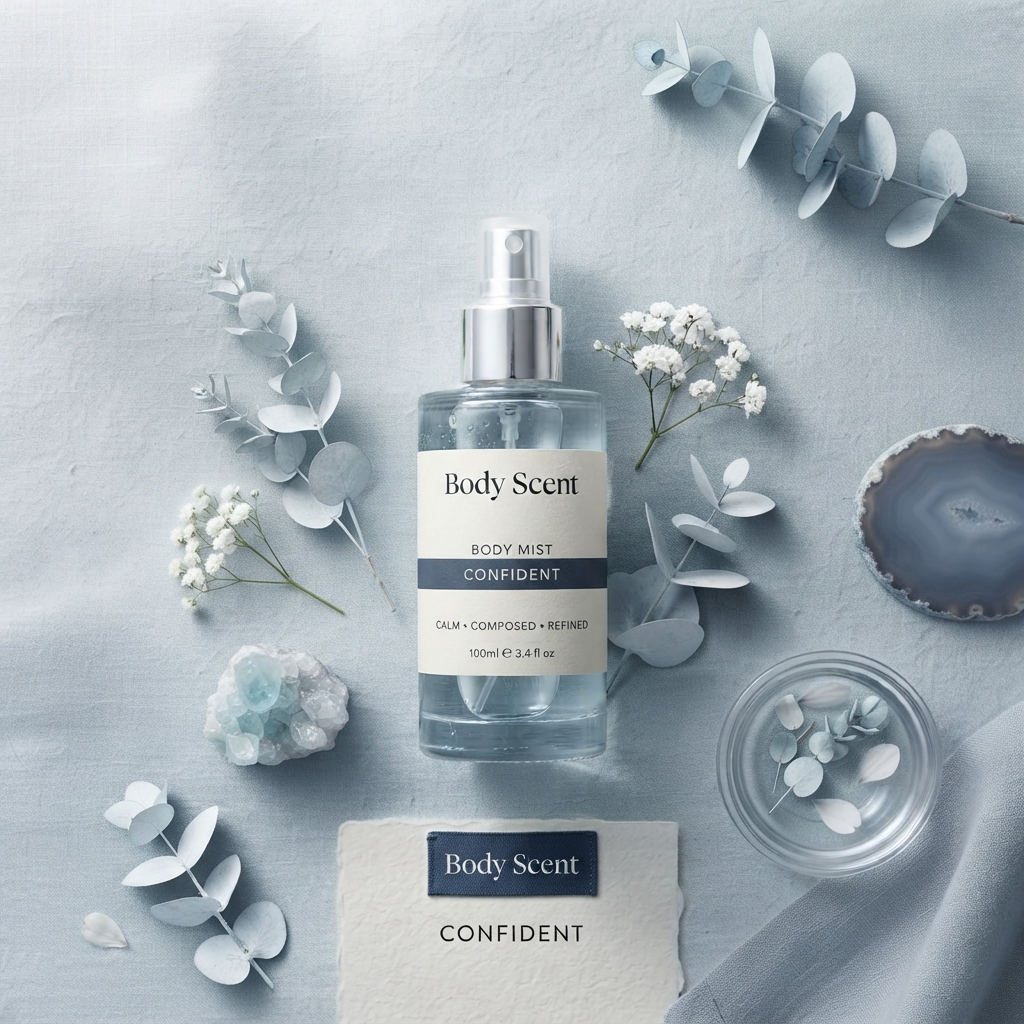 Body Scent
BODY MIST
CONFIDENT
CALM • COMPOSED • REFINED
100ml ℮ 3.4 fl oz
Body Scent
CONFIDENT